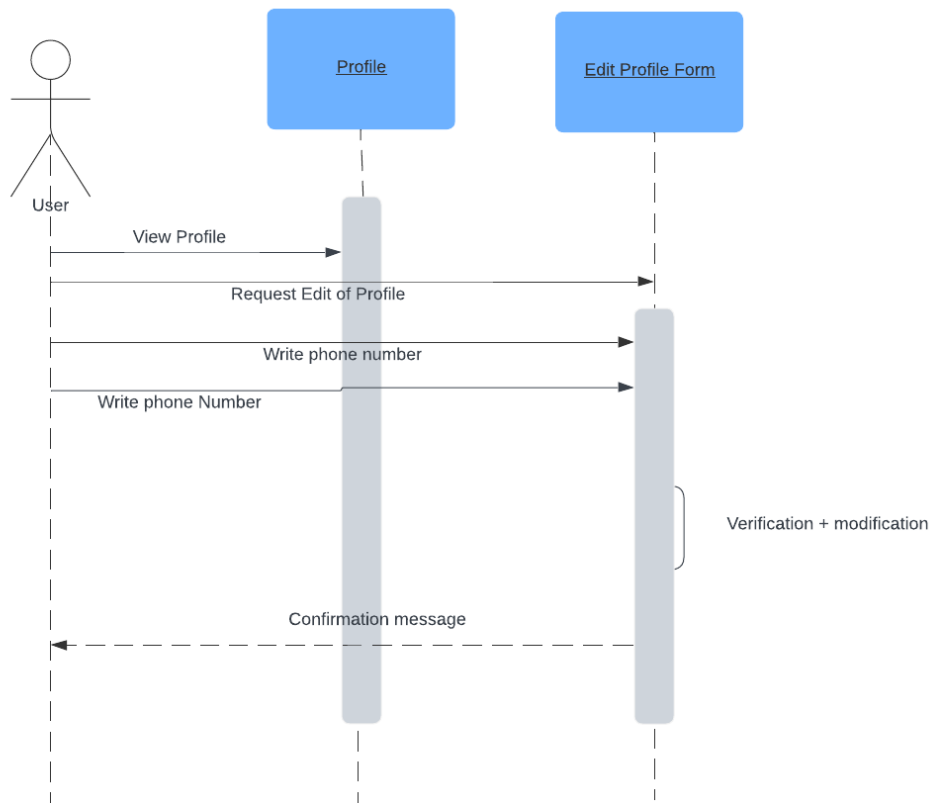 Profile
Edit Profile Form
User
View Profile
Request Edit of Profile
Write phone number
Write phone Number
Verification + modification
Confirmation message